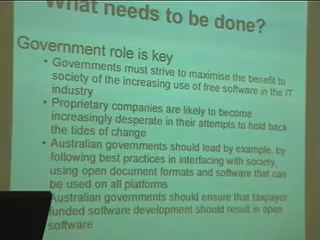 What needs to be done?
Government role is key
• Governments must strive to maximise the benefit to
society of the increasing use of free software in the IT
industry
• Proprietary companies are likely to become
increasingly desperate in their attempts to hold back
the tides of change
• Australian governments should lead by example, by
following best practices in interfacing with society,
using open document formats and software that can
be used on all platforms
Australian governments should ensure that taxpayer
funded software development should result in open
software